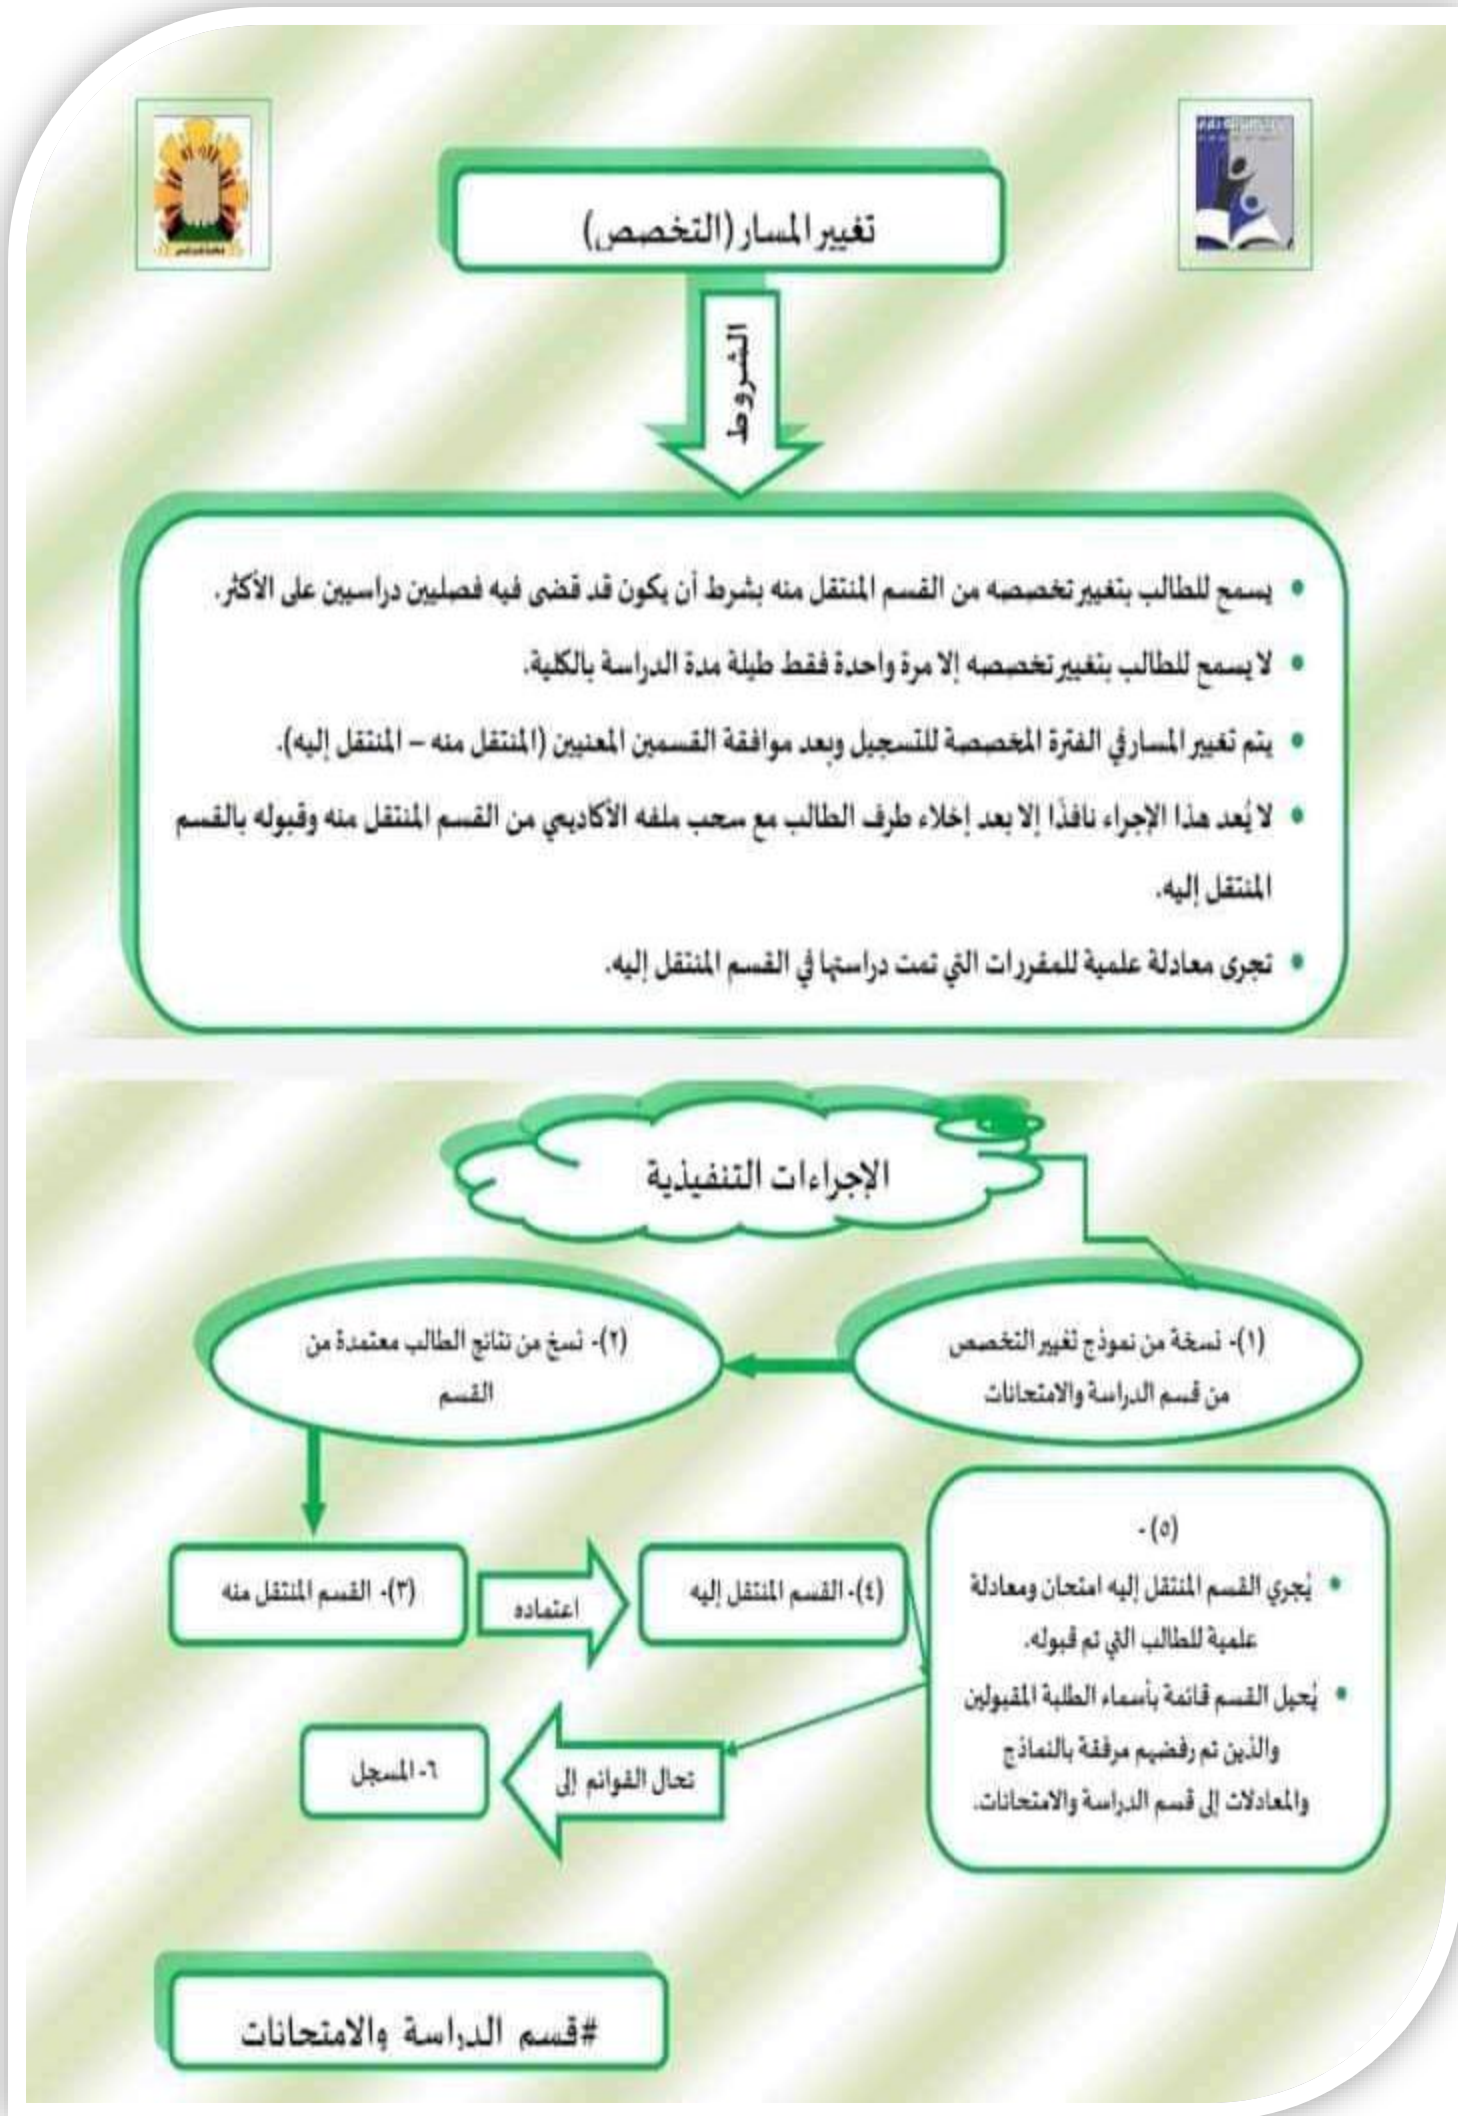 تغيير المسار (التخصص)
الشروط
• يسمح للطالب بتغيير تخصصه من القسم المنتقل منه بشرط أن يكون قد قضى فيه فصليين دراسيين على الأكثر.
• لا يسمح للطالب بتغيير تخصصه إلا مرة واحدة فقط طيلة مدة الدراسة بالكلية.
• يتم تغيير المسار في الفترة المخصصة للتسجيل وبعد موافقة القسمين المعنيين (المنتقل منه – المنتقل إليه).
• لا يُعد هذا الإجراء نافذًا إلا بعد إخلاء طرف الطالب مع سحب ملفه الأكاديمي من القسم المنتقل منه وقبوله بالقسم
المنتقل إليه.
• تجرى معادلة علمية للمقررات التي تمت دراستها في القسم المنتقل إليه.
الإجراءات التنفيذية
(١)- نسخة من نموذج تغيير التخصص
من قسم الدراسة والامتحانات
(٢)- نسخ من نتائج الطالب معتمدة من
القسم
(٣)- القسم المنتقل منه
اعتماده
(٤)- القسم المنتقل إليه
(٥) -
• يُجري القسم المنتقل إليه امتحان ومعادلة
علمية للطالب التي تم قبوله.
• يُحيل القسم قائمة بأسماء الطلبة المقبولين
والذين تم رفضهم مرفقة بالنماذج
والمعادلات إلى قسم الدراسة والامتحانات.
تحال القوائم إلى
٦- المسجل
#قسم الدراسة والامتحانات